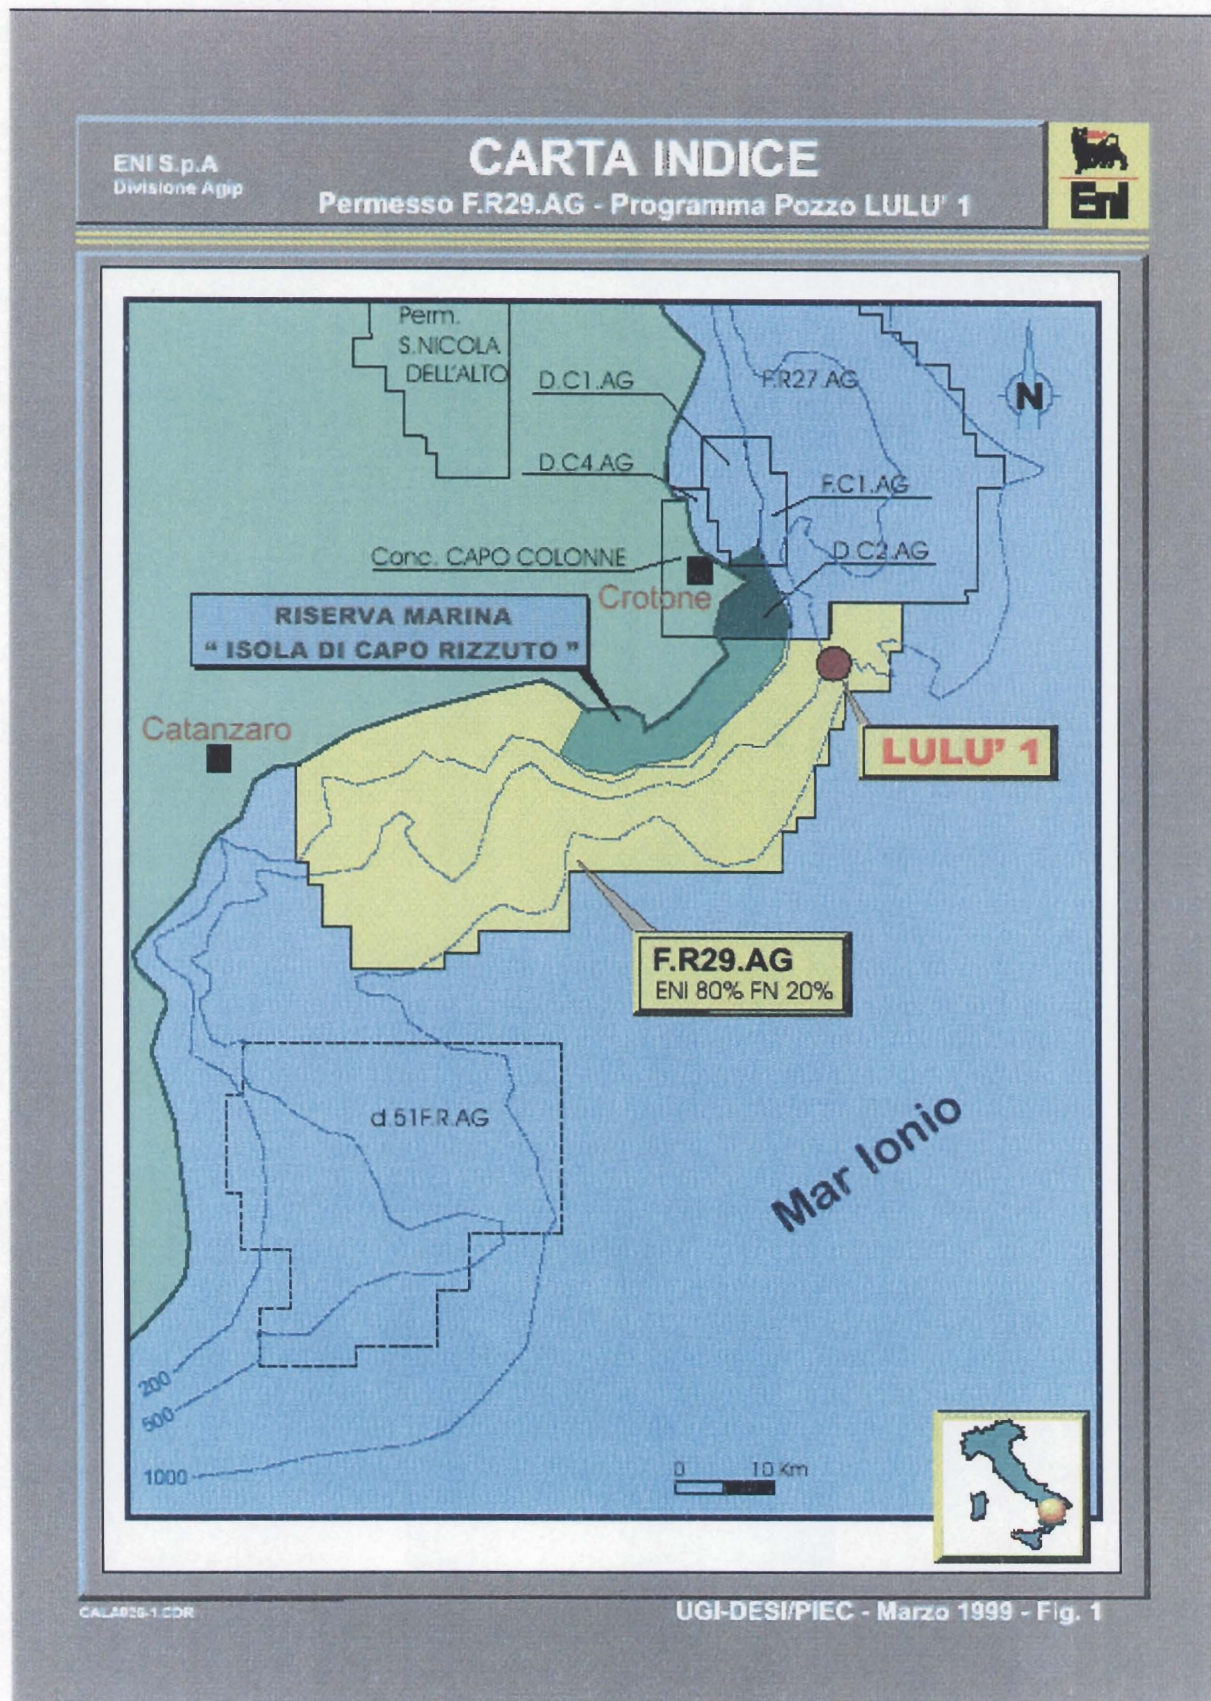 ENI S.p.A
Divisione Agip
CARTA INDICE
Permesso F.R29.AG - Programma Pozzo LULU' 1
EnI
Perm.
S.NICOLA
DELL'ALTO
D.C1.AG
F.R27.AG
N
D.C4.AG
F.C1.AG
Conc. CAPO COLONNE
D.C2.AG
Crotone
RISERVA MARINA
“ ISOLA DI CAPO RIZZUTO ”
Catanzaro
LULU' 1
F.R29.AG
ENI 80% FN 20%
d.51F.R.AG
Mar Ionio
200
500
1000
0 10 Km
UGI-DESI/PIEC - Marzo 1999 - Fig. 1